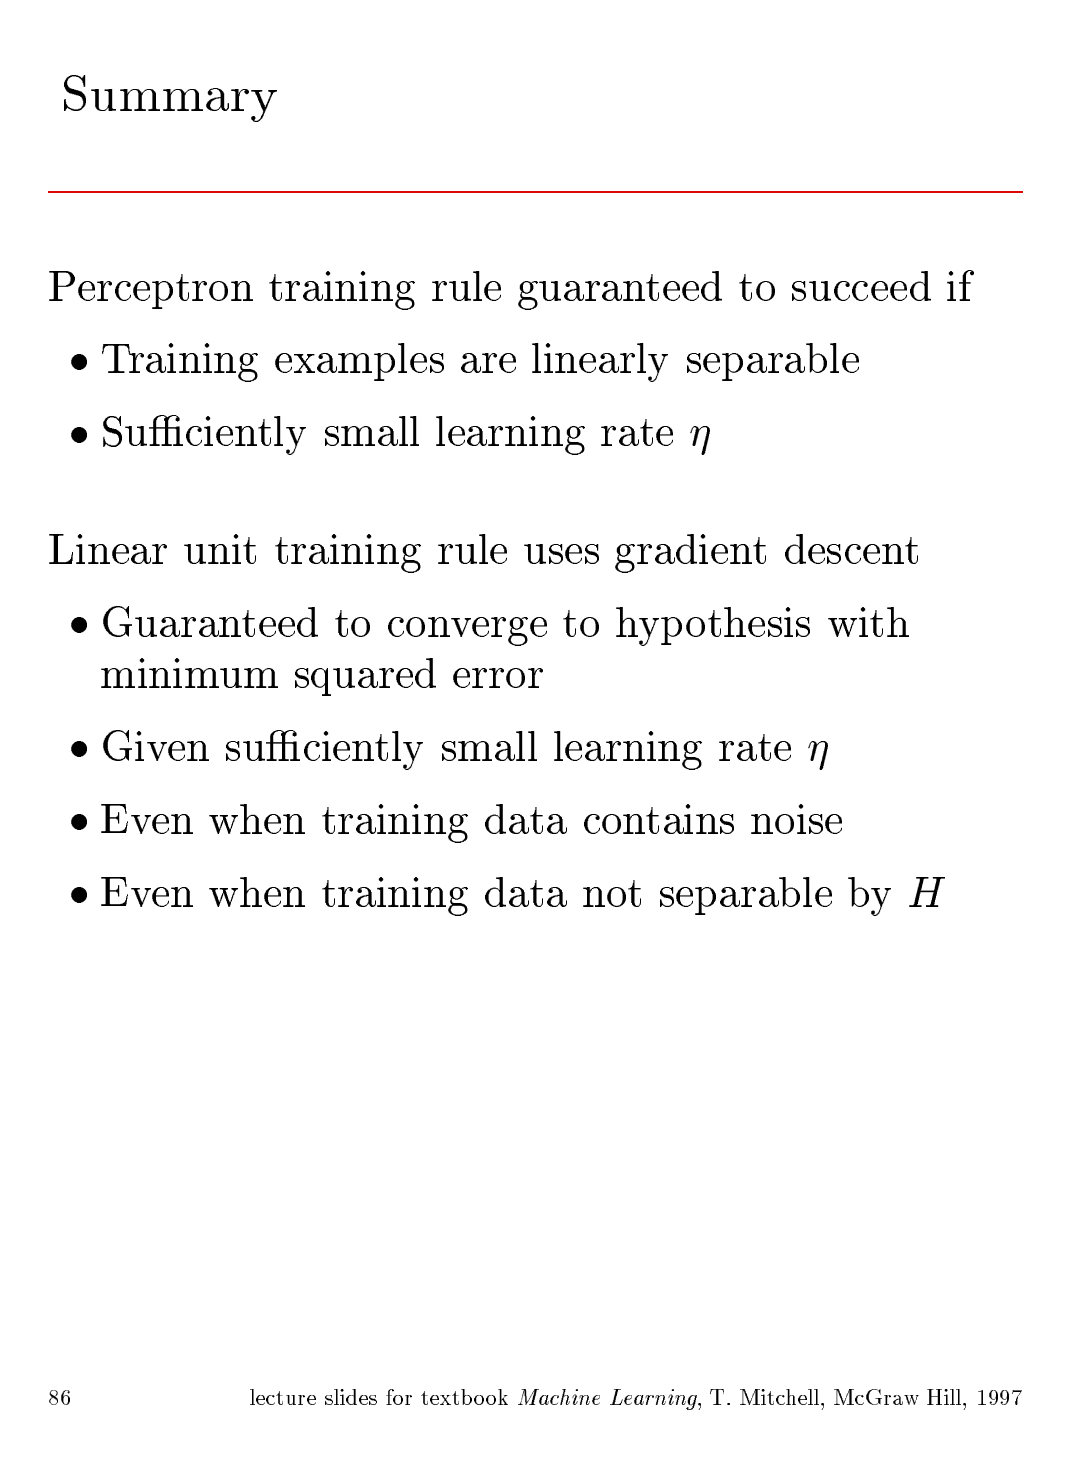 Summary
Perceptron training rule guaranteed to succeed if
• Training examples are linearly separable
• Sufficiently small learning rate η
Linear unit training rule uses gradient descent
• Guaranteed to converge to hypothesis with
minimum squared error
• Given sufficiently small learning rate η
• Even when training data contains noise
• Even when training data not separable by H
86 lecture slides for textbook Machine Learning, T. Mitchell, McGraw Hill, 1997